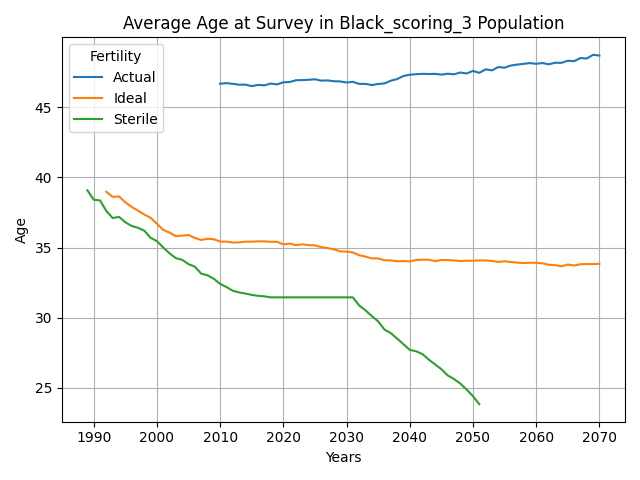 Average Age at Survey in Black_scoring_3 Population
Fertility
Actual
Ideal
Sterile
Age
45
40
35
30
25
1990 2000 2010 2020 2030 2040 2050 2060 2070
Years